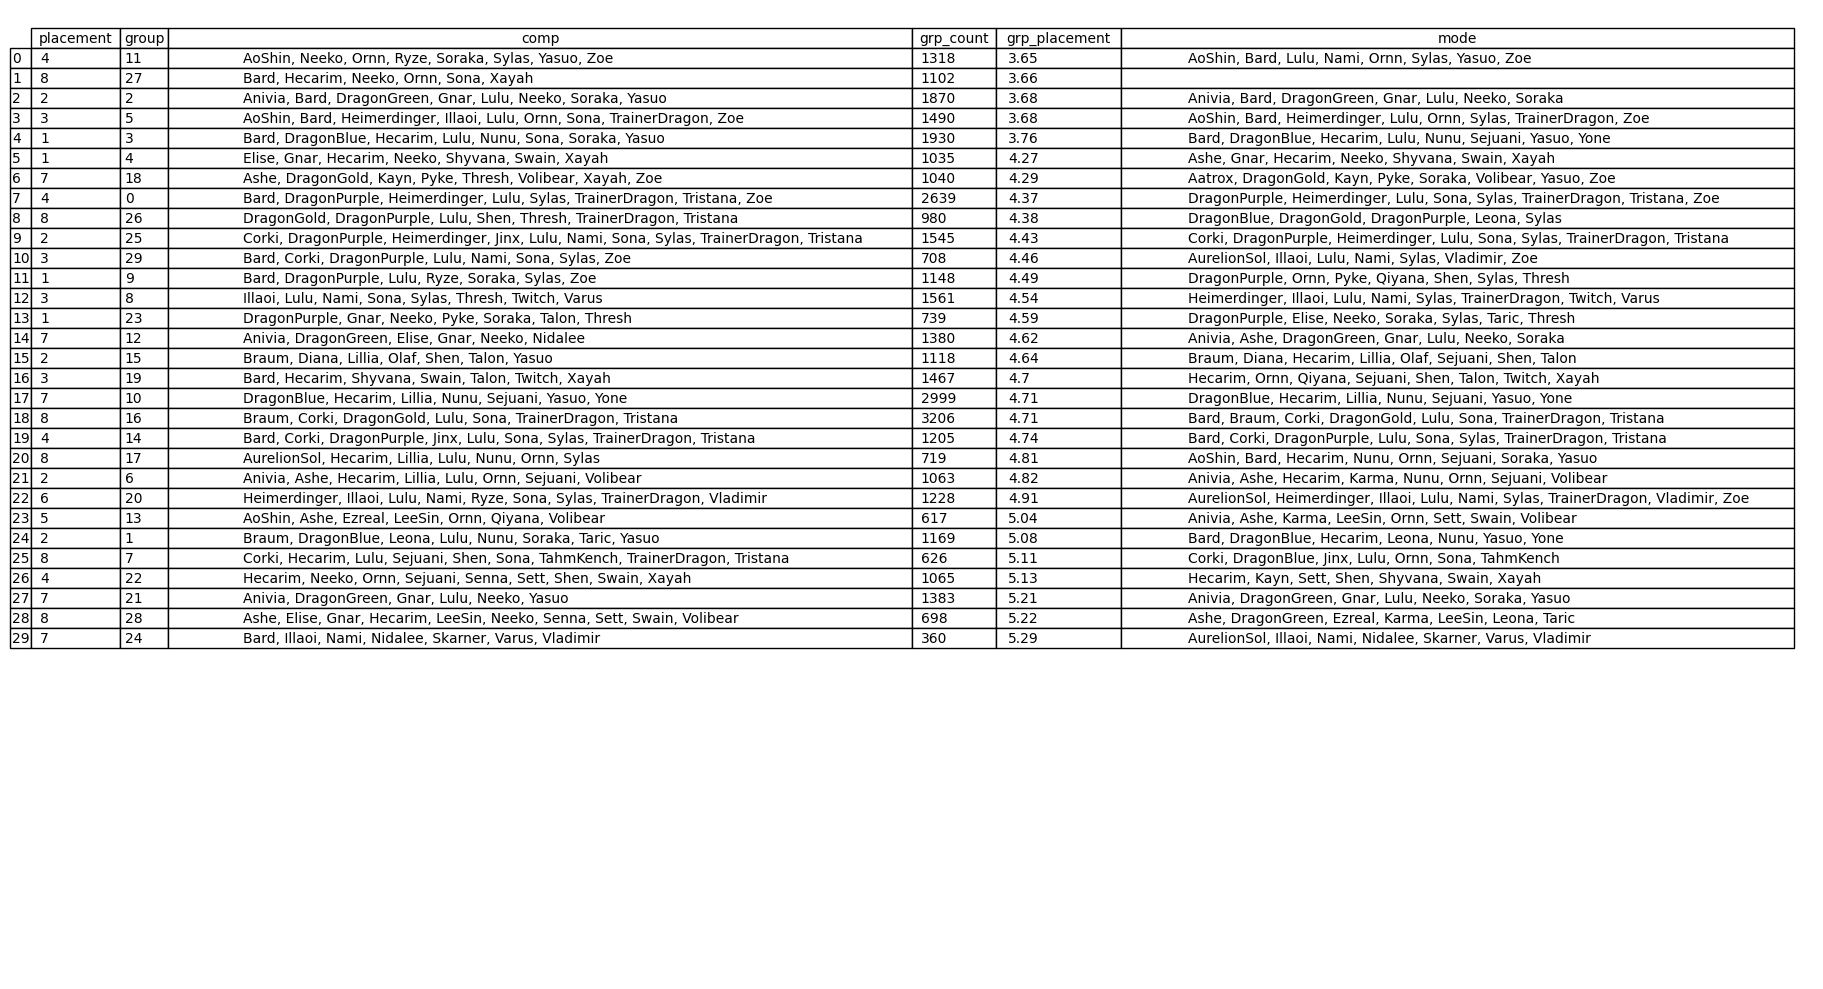 placement group comp grp_count grp_placement mode
0 4 11 AoShin, Neeko, Ornn, Ryze, Soraka, Sylas, Yasuo, Zoe 1318 3.65 AoShin, Bard, Lulu, Nami, Ornn, Sylas, Yasuo, Zoe
1 8 27 Bard, Hecarim, Neeko, Ornn, Sona, Xayah 1102 3.66
2 2 2 Anivia, Bard, DragonGreen, Gnar, Lulu, Neeko, Soraka, Yasuo 1870 3.68 Anivia, Bard, DragonGreen, Gnar, Lulu, Neeko, Soraka
3 3 5 AoShin, Bard, Heimerdinger, Illaoi, Lulu, Ornn, Sona, TrainerDragon, Zoe 1490 3.68 AoShin, Bard, Heimerdinger, Lulu, Ornn, Sylas, TrainerDragon, Zoe
4 1 3 Bard, DragonBlue, Hecarim, Lulu, Nunu, Sona, Soraka, Yasuo 1930 3.76 Bard, DragonBlue, Hecarim, Lulu, Nunu, Sejuani, Yasuo, Yone
5 1 4 Elise, Gnar, Hecarim, Neeko, Shyvana, Swain, Xayah 1035 4.27 Ashe, Gnar, Hecarim, Neeko, Shyvana, Swain, Xayah
6 7 18 Ashe, DragonGold, Kayn, Pyke, Thresh, Volibear, Xayah, Zoe 1040 4.29 Aatrox, DragonGold, Kayn, Pyke, Soraka, Volibear, Yasuo, Zoe
7 4 0 Bard, DragonPurple, Heimerdinger, Lulu, Sylas, TrainerDragon, Tristana, Zoe 2639 4.37 DragonPurple, Heimerdinger, Lulu, Sona, Sylas, TrainerDragon, Tristana, Zoe
8 8 26 DragonGold, DragonPurple, Lulu, Shen, Thresh, TrainerDragon, Tristana 980 4.38 DragonBlue, DragonGold, DragonPurple, Leona, Sylas
9 2 25 Corki, DragonPurple, Heimerdinger, Jinx, Lulu, Nami, Sona, Sylas, TrainerDragon, Tristana 1545 4.43 Corki, DragonPurple, Heimerdinger, Lulu, Sona, Sylas, TrainerDragon, Tristana
10 3 29 Bard, Corki, DragonPurple, Lulu, Nami, Sona, Sylas, Zoe 708 4.46 AurelionSol, Illaoi, Lulu, Nami, Sylas, Vladimir, Zoe
11 1 9 Bard, DragonPurple, Lulu, Ryze, Soraka, Sylas, Zoe 1148 4.49 DragonPurple, Ornn, Pyke, Qiyana, Shen, Sylas, Thresh
12 3 8 Illaoi, Lulu, Nami, Sona, Sylas, Thresh, Twitch, Varus 1561 4.54 Heimerdinger, Illaoi, Lulu, Nami, Sylas, TrainerDragon, Twitch, Varus
13 1 23 DragonPurple, Gnar, Neeko, Pyke, Soraka, Talon, Thresh 739 4.59 DragonPurple, Elise, Neeko, Soraka, Sylas, Taric, Thresh
14 7 12 Anivia, DragonGreen, Elise, Gnar, Neeko, Nidalee 1380 4.62 Anivia, Ashe, DragonGreen, Gnar, Lulu, Neeko, Soraka
15 2 15 Braum, Diana, Lillia, Olaf, Shen, Talon, Yasuo 1118 4.64 Braum, Diana, Hecarim, Lillia, Olaf, Sejuani, Shen, Talon
16 3 19 Bard, Hecarim, Shyvana, Swain, Talon, Twitch, Xayah 1467 4.7 Hecarim, Ornn, Qiyana, Sejuani, Shen, Talon, Twitch, Xayah
17 7 10 DragonBlue, Hecarim, Lillia, Nunu, Sejuani, Yasuo, Yone 2999 4.71 DragonBlue, Hecarim, Lillia, Nunu, Sejuani, Yasuo, Yone
18 8 16 Braum, Corki, DragonGold, Lulu, Sona, TrainerDragon, Tristana 3206 4.71 Bard, Braum, Corki, DragonGold, Lulu, Sona, TrainerDragon, Tristana
19 4 14 Bard, Corki, DragonPurple, Jinx, Lulu, Sona, Sylas, TrainerDragon, Tristana 1205 4.74 Bard, Corki, DragonPurple, Lulu, Sona, Sylas, TrainerDragon, Tristana
20 8 17 AurelionSol, Hecarim, Lillia, Lulu, Nunu, Ornn, Sylas 719 4.81 AoShin, Bard, Hecarim, Nunu, Ornn, Sejuani, Soraka, Yasuo
21 2 6 Anivia, Ashe, Hecarim, Lillia, Lulu, Ornn, Sejuani, Volibear 1063 4.82 Anivia, Ashe, Hecarim, Karma, Nunu, Ornn, Sejuani, Volibear
22 6 20 Heimerdinger, Illaoi, Lulu, Nami, Ryze, Sona, Sylas, TrainerDragon, Vladimir 1228 4.91 AurelionSol, Heimerdinger, Illaoi, Lulu, Nami, Sylas, TrainerDragon, Vladimir, Zoe
23 5 13 AoShin, Ashe, Ezreal, LeeSin, Ornn, Qiyana, Volibear 617 5.04 Anivia, Ashe, Karma, LeeSin, Ornn, Sett, Swain, Volibear
24 2 1 Braum, DragonBlue, Leona, Lulu, Nunu, Soraka, Taric, Yasuo 1169 5.08 Bard, DragonBlue, Hecarim, Leona, Nunu, Yasuo, Yone
25 8 7 Corki, Hecarim, Lulu, Sejuani, Shen, Sona, TahmKench, TrainerDragon, Tristana 626 5.11 Corki, DragonBlue, Jinx, Lulu, Ornn, Sona, TahmKench
26 4 22 Hecarim, Neeko, Ornn, Sejuani, Senna, Sett, Shen, Swain, Xayah 1065 5.13 Hecarim, Kayn, Sett, Shen, Shyvana, Swain, Xayah
27 7 21 Anivia, DragonGreen, Gnar, Lulu, Neeko, Yasuo 1383 5.21 Anivia, DragonGreen, Gnar, Lulu, Neeko, Soraka, Yasuo
28 8 28 Ashe, Elise, Gnar, Hecarim, LeeSin, Neeko, Senna, Sett, Swain, Volibear 698 5.22 Ashe, DragonGreen, Ezreal, Karma, LeeSin, Leona, Taric
29 7 24 Bard, Illaoi, Nami, Nidalee, Skarner, Varus, Vladimir 360 5.29 AurelionSol, Illaoi, Nami, Nidalee, Skarner, Varus, Vladimir